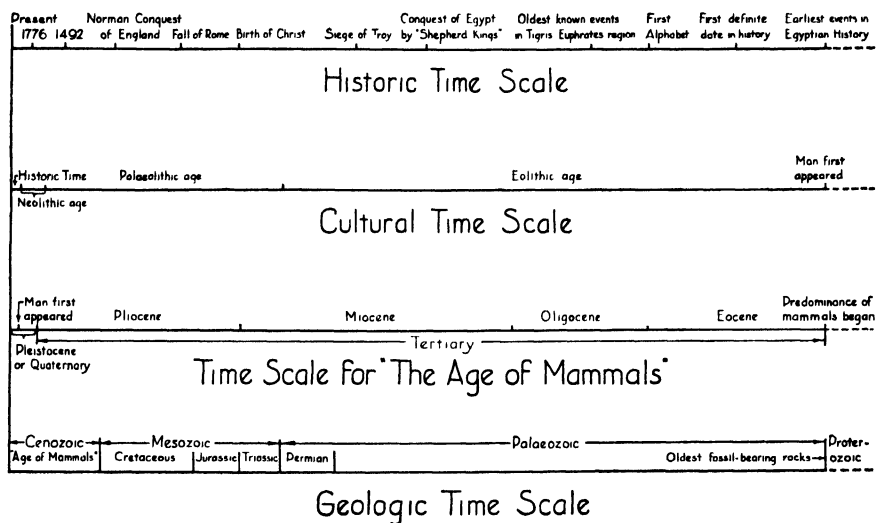 Present
1776 1492
Norman Conquest
of England
Fall of Rome
Birth of Christ
Siege of Troy
Conquest of Egypt
by "Shepherd Kings"
Oldest known events
in Tigris Euphrates region
First
Alphabet
First definite
date in history
Earliest events in
Egyptian History
Historic Time Scale
Historic Time
Palaeolithic age
Eolithic age
Man first
appeared
Neolithic age
Cultural Time Scale
Man first
appeared
Pliocene
Miocene
Oligocene
Eocene
Predominance of
mammals began
Tertiary
Pleistocene
or Quaternary
Time Scale for "The Age of Mammals"
Cenozoic
Mesozoic
Palaeozoic
Proter-
ozoic
"Age of Mammals"
Cretaceous
Jurassic
Triassic
Permian
Oldest fossil-bearing rocks
Geologic Time Scale